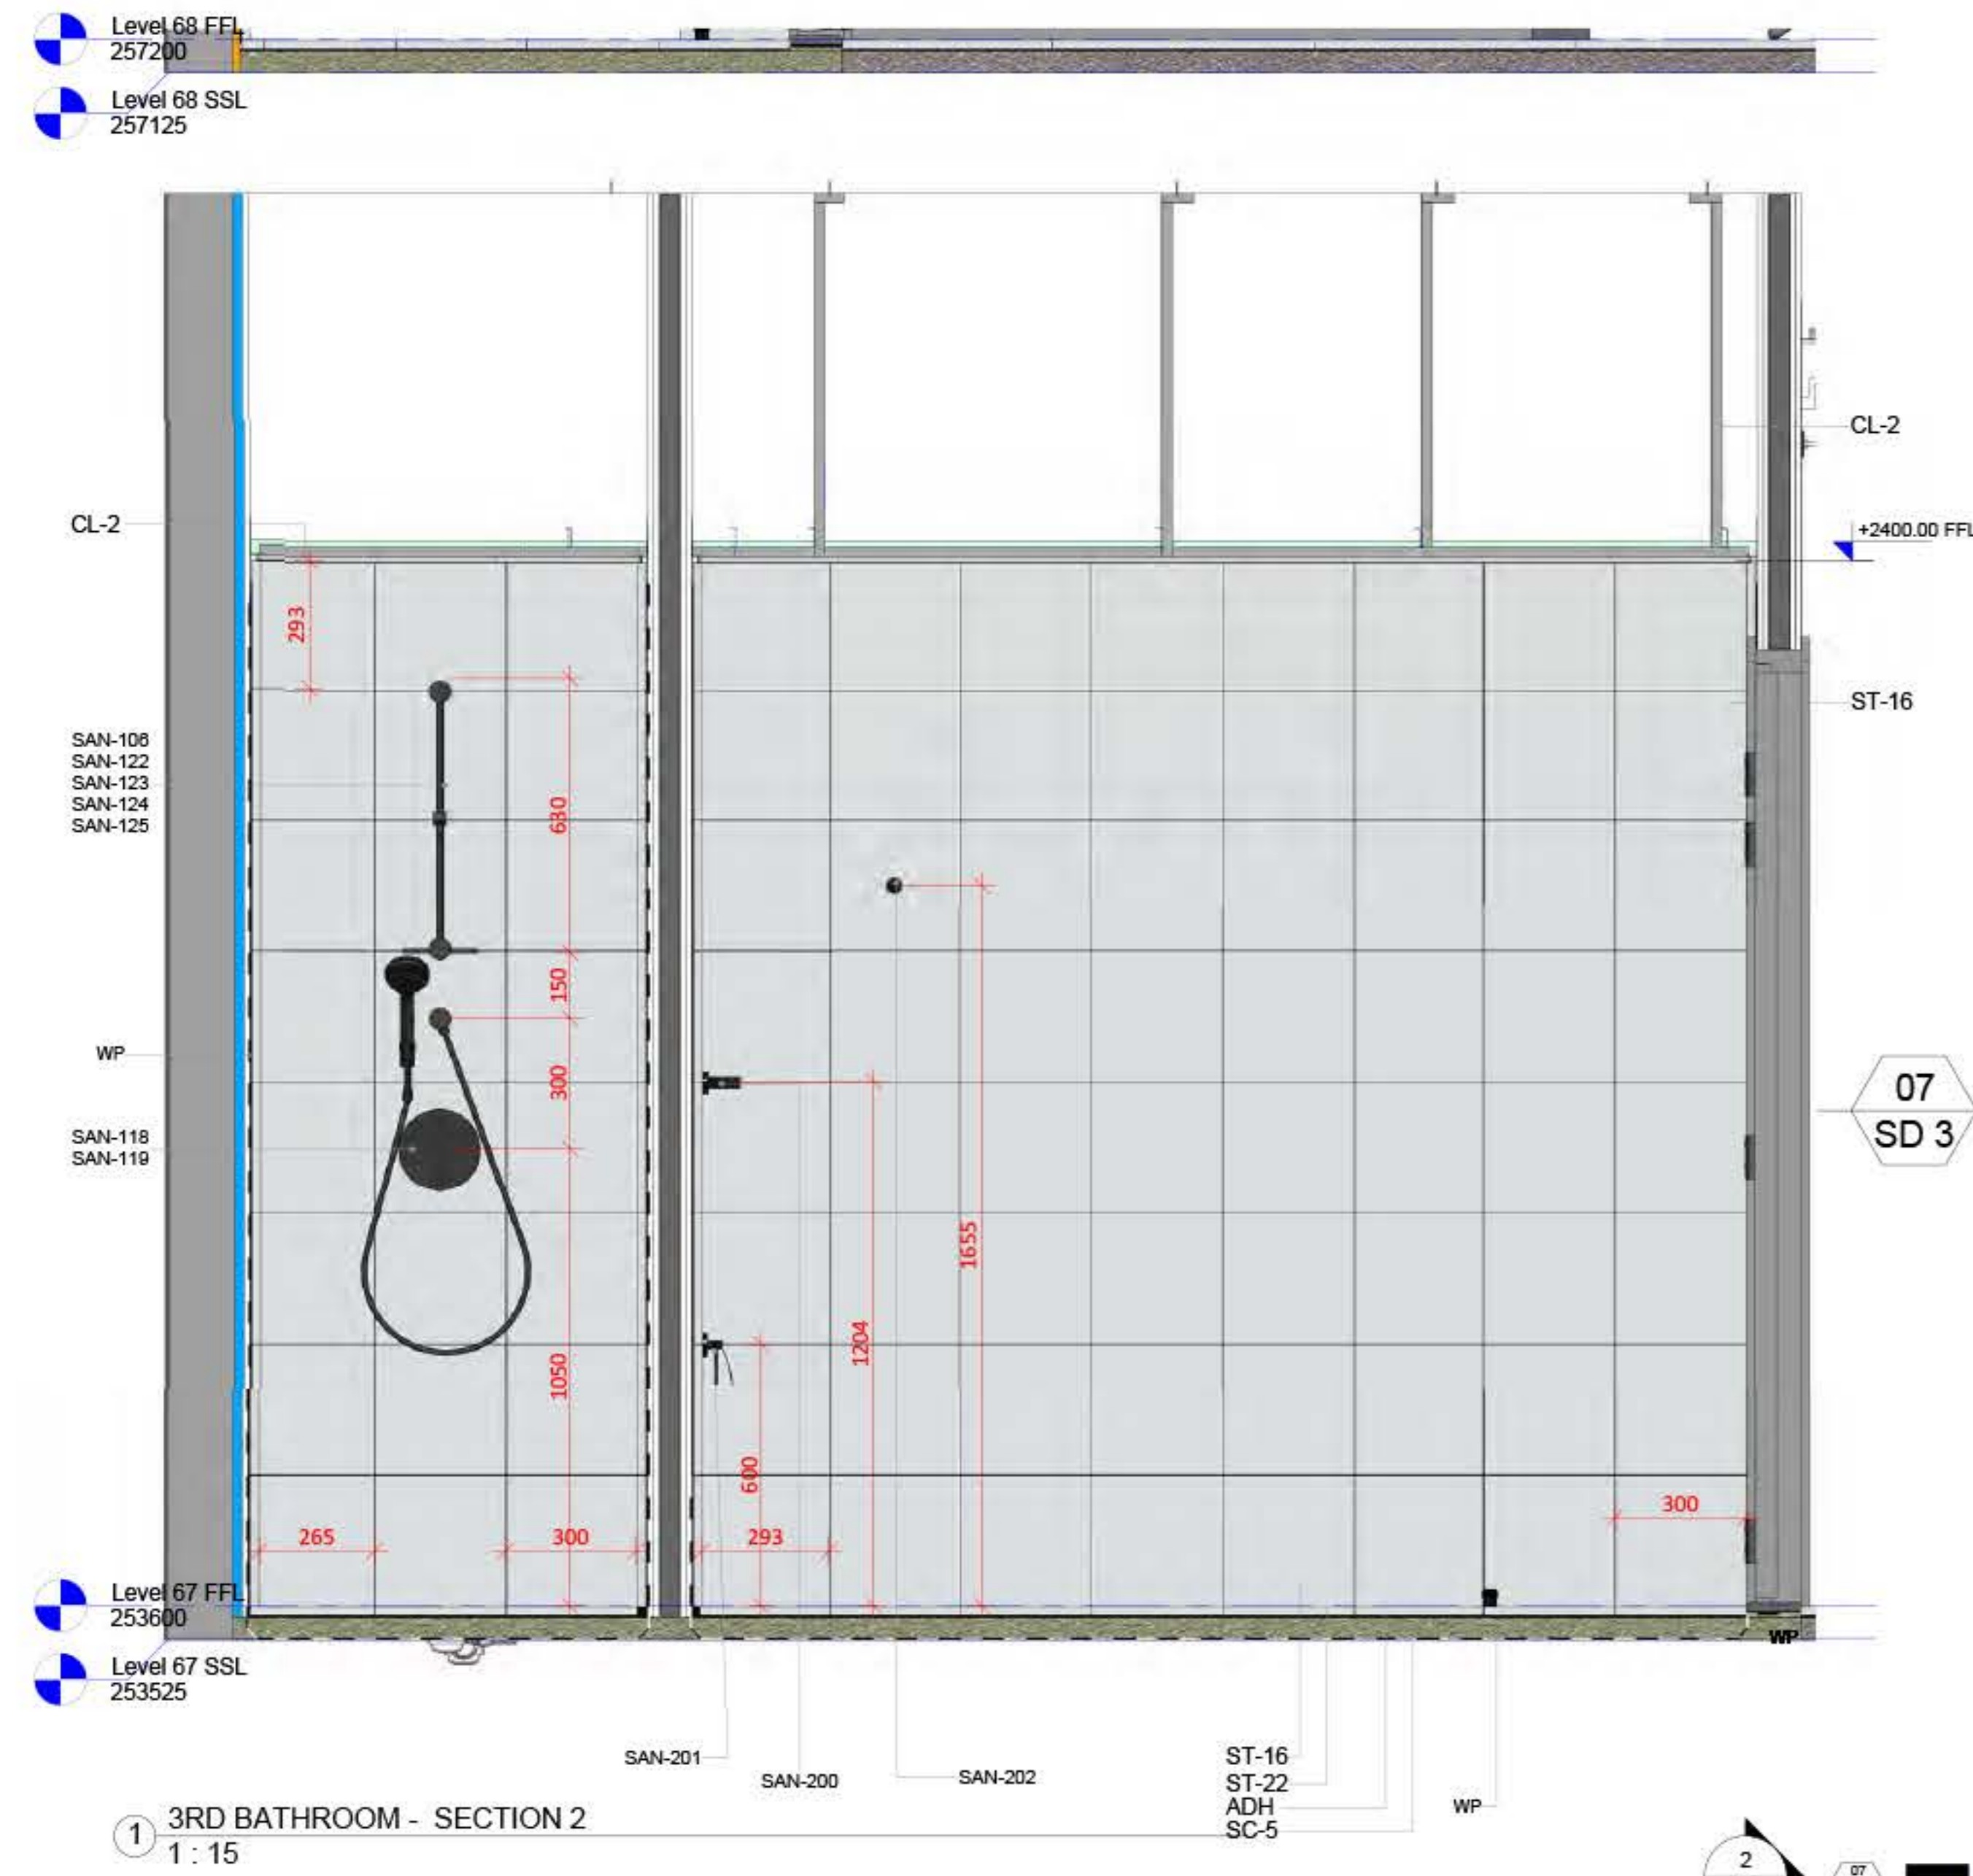 Level 68 FFL
257200
Level 68 SSL
257125
CL-2
CL-2
+2400.00 FFL
293
ST-16
SAN-106
SAN-122
SAN-123
SAN-124
SAN-125
630
150
WP
300
07
SD 3
SAN-118
SAN-119
1655
1204
1050
600
300
265
300
293
Level 67 FFL
253600
WP
Level 67 SSL
253525
SAN-201
SAN-200
SAN-202
ST-16
ST-22
ADH
SC-5
WP
1
3RD BATHROOM - SECTION 2
1 : 15
2
07